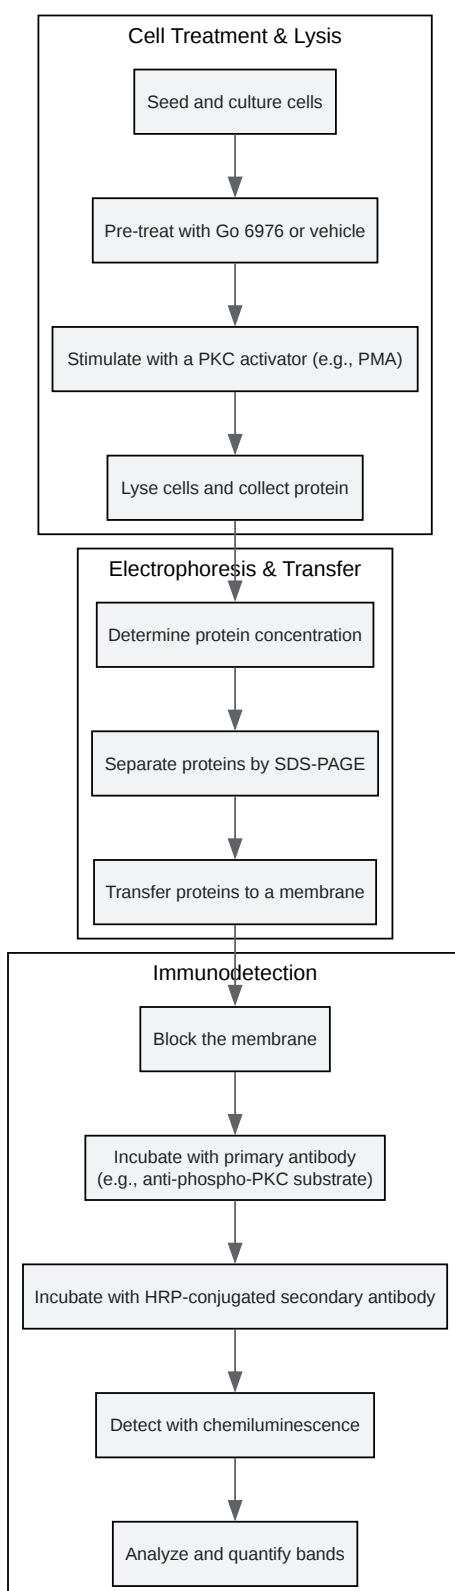 Cell Treatment & Lysis
Seed and culture cells
Pre-treat with Go 6976 or vehicle
Stimulate with a PKC activator (e.g., PMA)
Lyse cells and collect protein
Electrophoresis & Transfer
Determine protein concentration
Separate proteins by SDS-PAGE
Transfer proteins to a membrane
Immunodetection
Block the membrane
Incubate with primary antibody
(e.g., anti-phospho-PKC substrate)
Incubate with HRP-conjugated secondary antibody
Detect with chemiluminescence
Analyze and quantify bands